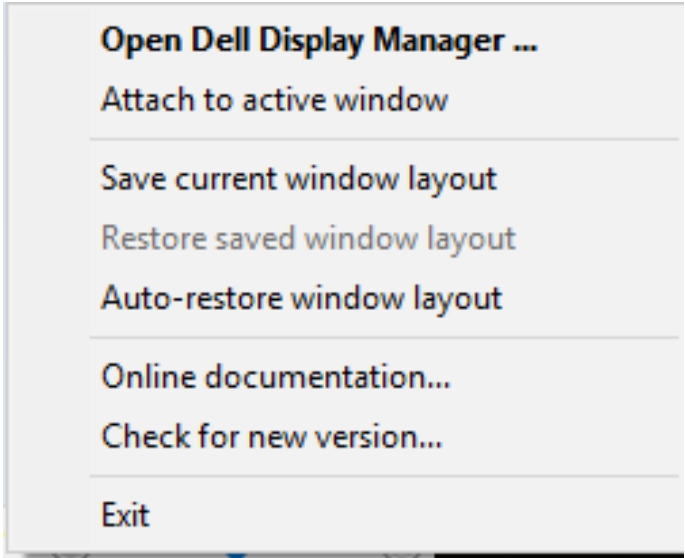 Open Dell Display Manager ...
Attach to active window
Save current window layout
Restore saved window layout
Auto-restore window layout
Online documentation...
Check for new version...
Exit